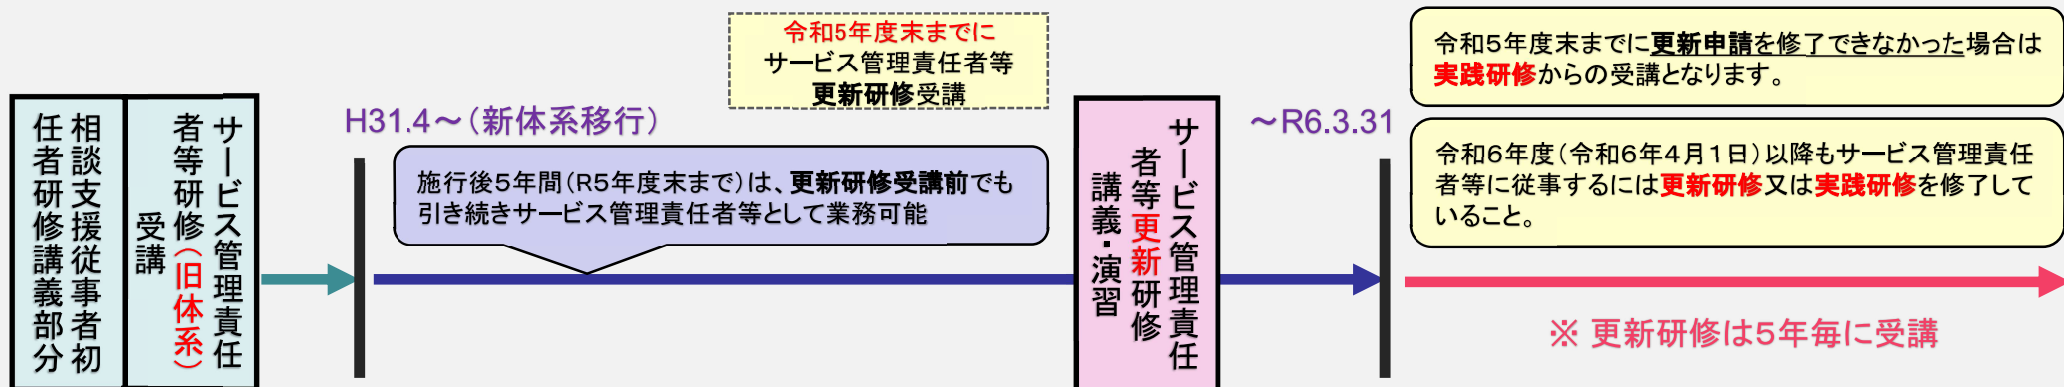 相談支援従事者初
任者研修講義部分
サービス管理責任
者等研修（旧体系）
受講
H31.4～（新体系移行）
令和5年度末までに
サービス管理責任者等
更新研修受講
施行後5年間（R5年度末まで）は、更新研修受講前でも
引き続きサービス管理責任者等として業務可能
サービス管理責任
者等更新研修
講義・演習
～R6.3.31
令和5年度末までに更新申請を修了できなかった場合は
実践研修からの受講となります。
令和6年度（令和6年4月1日）以降もサービス管理責任
者等に従事するには更新研修又は実践研修を修了して
いること。
※ 更新研修は5年毎に受講